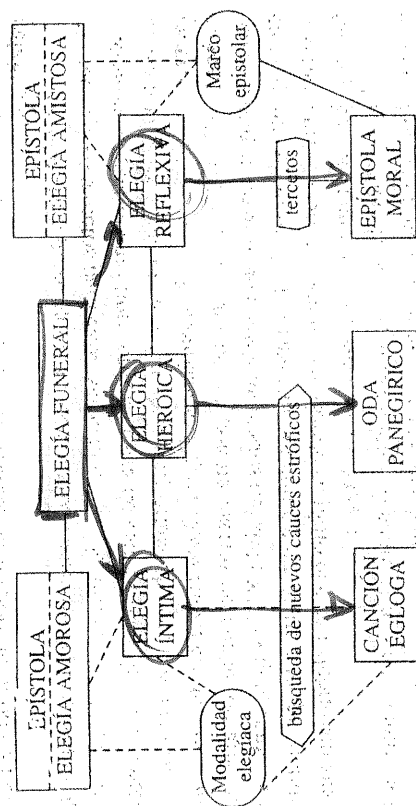 EPÍSTOLA
ELEGÍA AMOROSA
ELEGÍA FUNERAL
EPÍSTOLA
ELEGÍA AMISTOSA
ELEGÍA
ÍNTIMA
ELEGÍA
HEROICA
ELEGÍA
REFLEXIVA
Modalidad
elegíaca
Marco
epistolar
búsqueda de nuevos cauces estróficos
tercetos
CANCIÓN
ÉGLOGA
ODA
PANEGÍRICO
EPÍSTOLA
MORAL